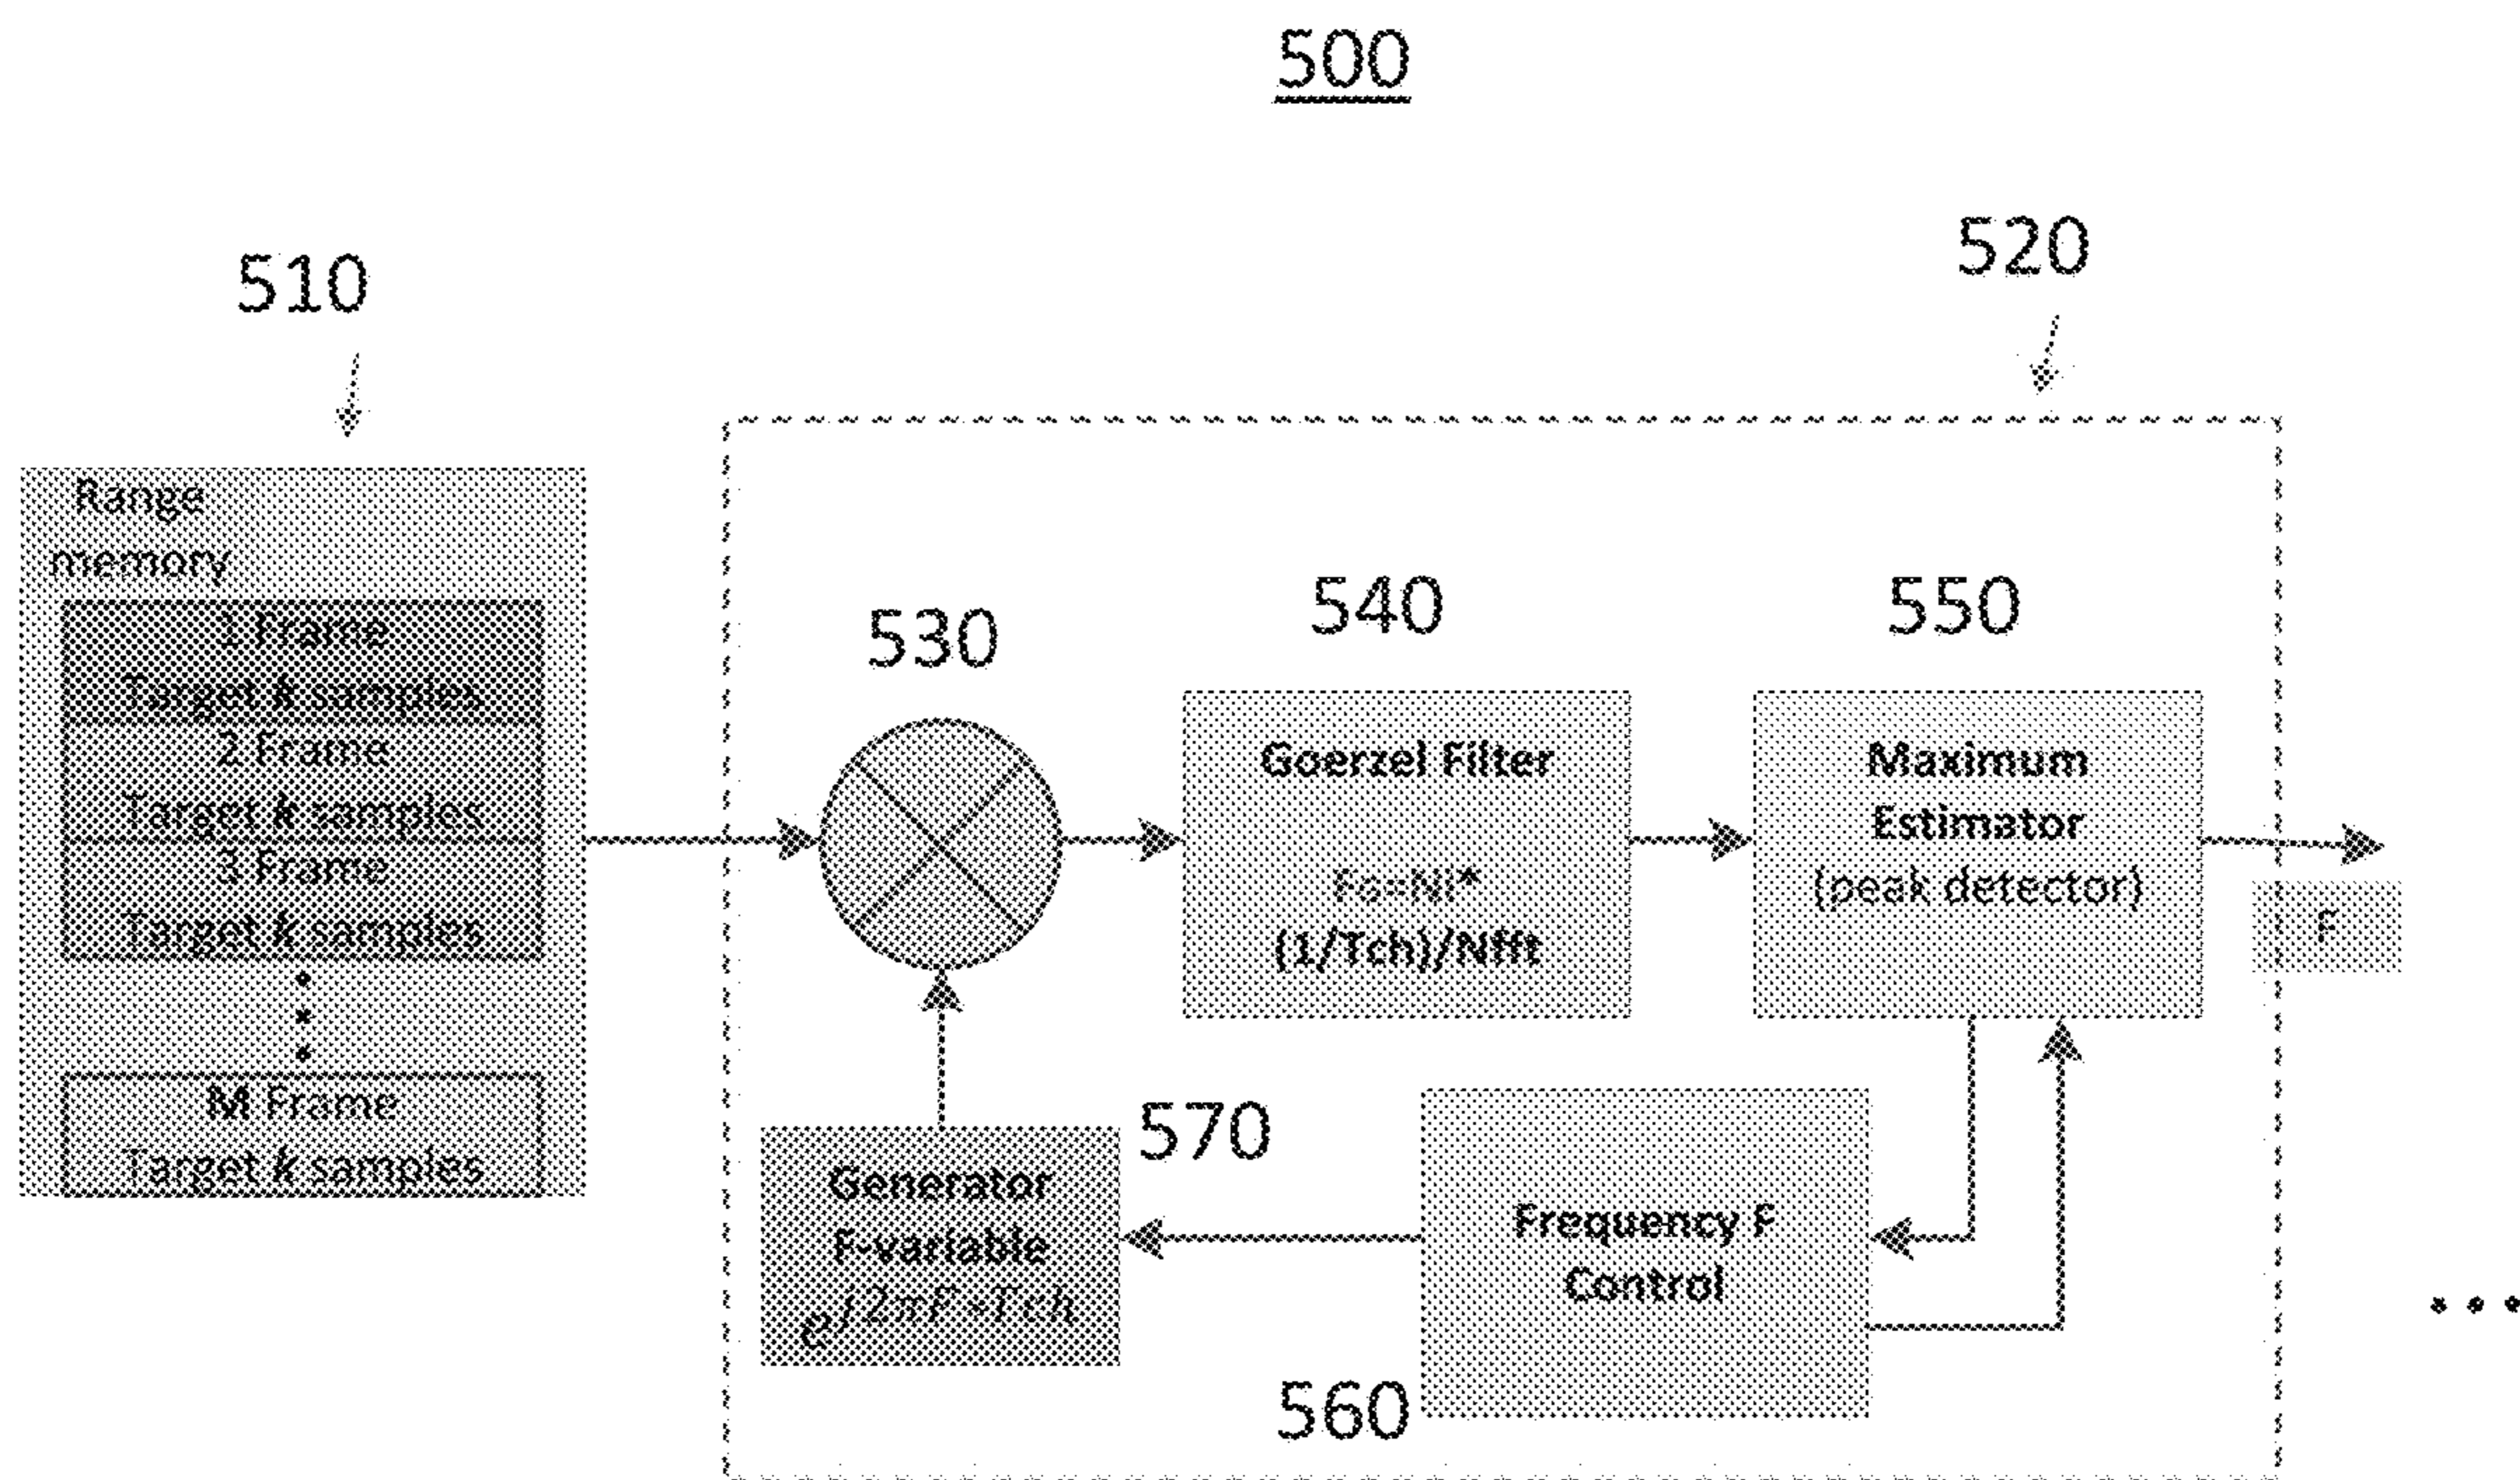 500
510
520
Range
memory
1 Frame
Target k samples
2 Frame
Target k samples
3 Frame
Target k samples
M Frame
Target k samples
530
540
550
Goerzel Filter
Fo=Ni*
(1/Tch)/Nfft
Maximum
Estimator
(peak detector)
F
570
Generator
F-variable
e^{j2πF*Tch}
Frequency F
Control
560